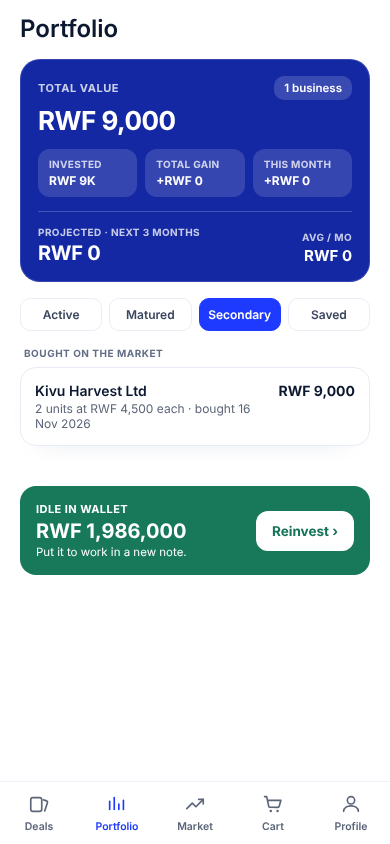 Portfolio
TOTAL VALUE
1 business
RWF 9,000
INVESTED
RWF 9K
TOTAL GAIN
+RWF 0
THIS MONTH
+RWF 0
PROJECTED · NEXT 3 MONTHS
RWF 0
AVG / MO
RWF 0
Active
Matured
Secondary
Saved
BOUGHT ON THE MARKET
Kivu Harvest Ltd
RWF 9,000
2 units at RWF 4,500 each · bought 16
Nov 2026
IDLE IN WALLET
RWF 1,986,000
Put it to work in a new note.
Reinvest ›
Deals
Portfolio
Market
Cart
Profile